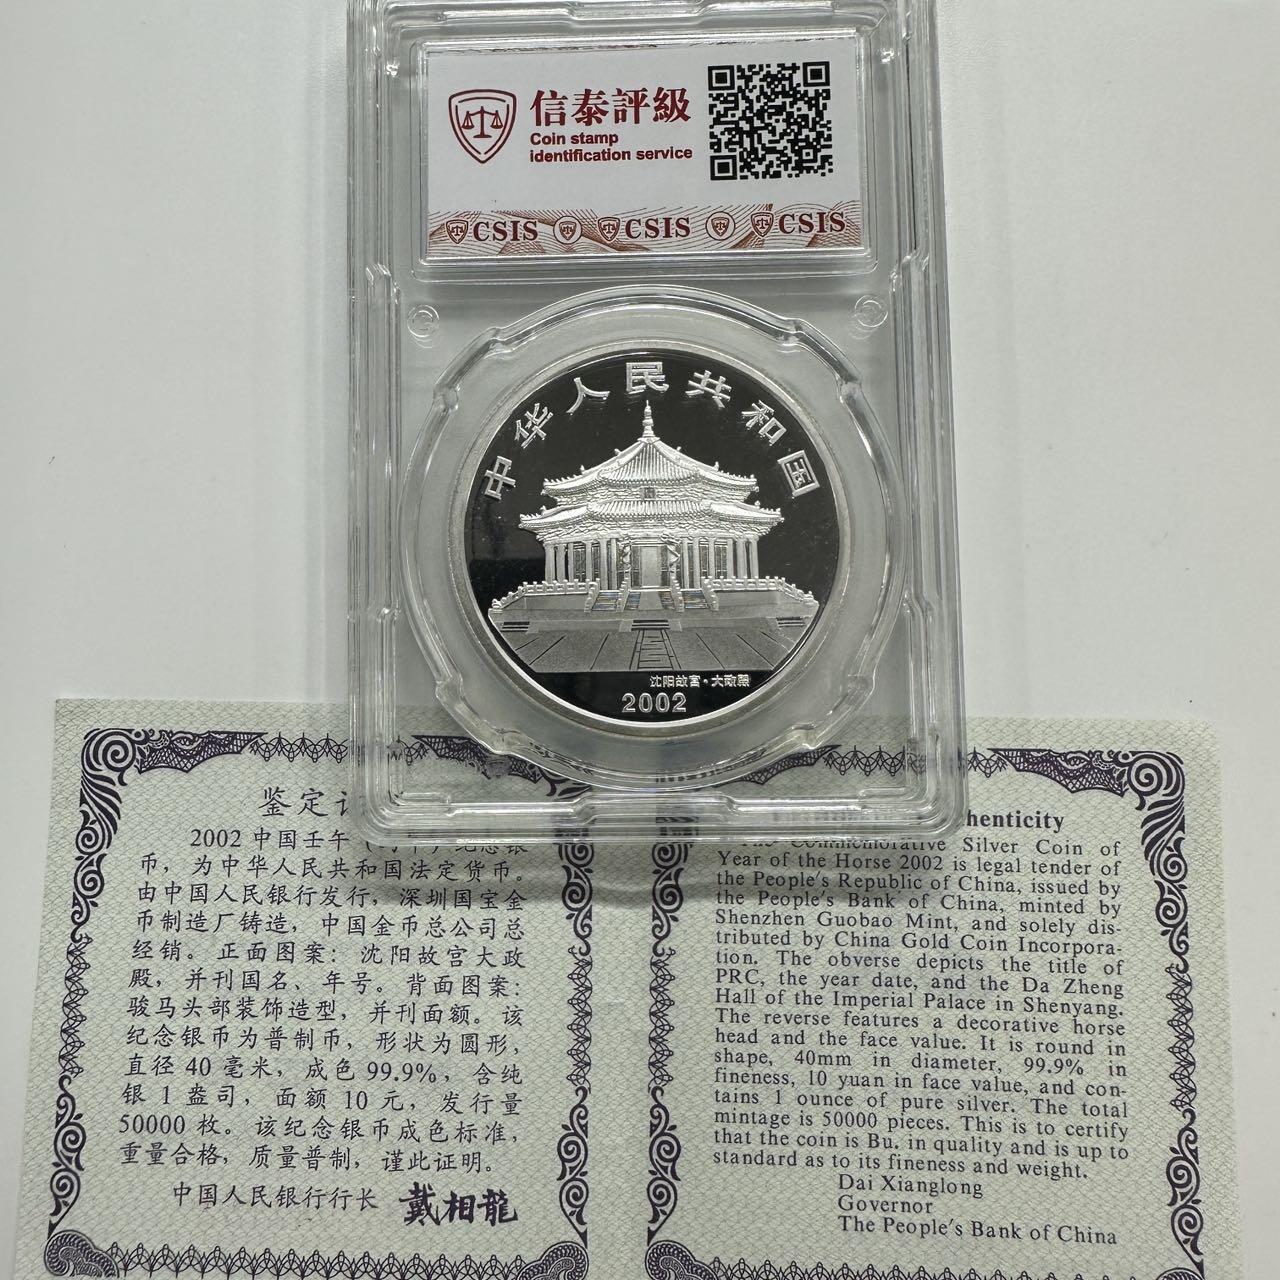 信泰評級
Coin stamp
identification service
CSIS CSIS CSIS
中华人民共和国
沈阳故宫·大政殿
2002
鉴定
2002中国壬午
币，为中华人民共和国法定货币。
由中国人民银行发行，深圳国宝金
币制造厂铸造，中国金币总公司总
经销。正面图案：沈阳故宫大政
殿，并刊国名、年号。背面图案：
骏马头部装饰造型，并刊面额。该
纪念银币为普制币，形状为圆形，
直径40毫米，成色99.9%，含纯
银1盎司，面额10元，发行量
50000枚。该纪念银币成色标准，
重量合格，质量普制，谨此证明。
中国人民银行行长 戴相龍
henticity
The Commemorative Silver Coin of
Year of the Horse 2002 is legal tender of
the People's Republic of China, issued by
the People's Bank of China, minted by
Shenzhen Guobao Mint, and solely dis-
tributed by China Gold Coin Incorpora-
tion. The obverse depicts the title of
PRC, the year date, and the Da Zheng
Hall of the Imperial Palace in Shenyang.
The reverse features a decorative horse
head and the face value. It is round in
shape, 40mm in diameter, 99.9% in
fineness, 10 yuan in face value, and con-
tains 1 ounce of pure silver. The total
mintage is 50000 pieces. This is to certify
that the coin is Bu. in quality and is up to
standard as to its fineness and weight.
Dai Xianglong
Governor
The People's Bank of China